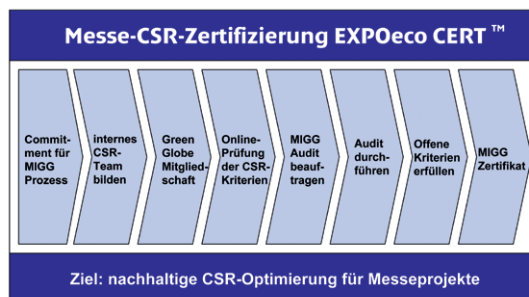 Messe-CSR-Zertifizierung EXPOeco CERT ™
Commit-
ment für
MIGG
Prozess
internes
CSR-
Team
bilden
Green
Globe
Mitglied-
schaft
Online-
Prüfung
der CSR-
Kriterien
MIGG
Audit
beauf-
tragen
Audit
durch-
führen
Offene
Kriterien
erfüllen
MIGG
Zertifikat
Ziel: nachhaltige CSR-Optimierung für Messeprojekte